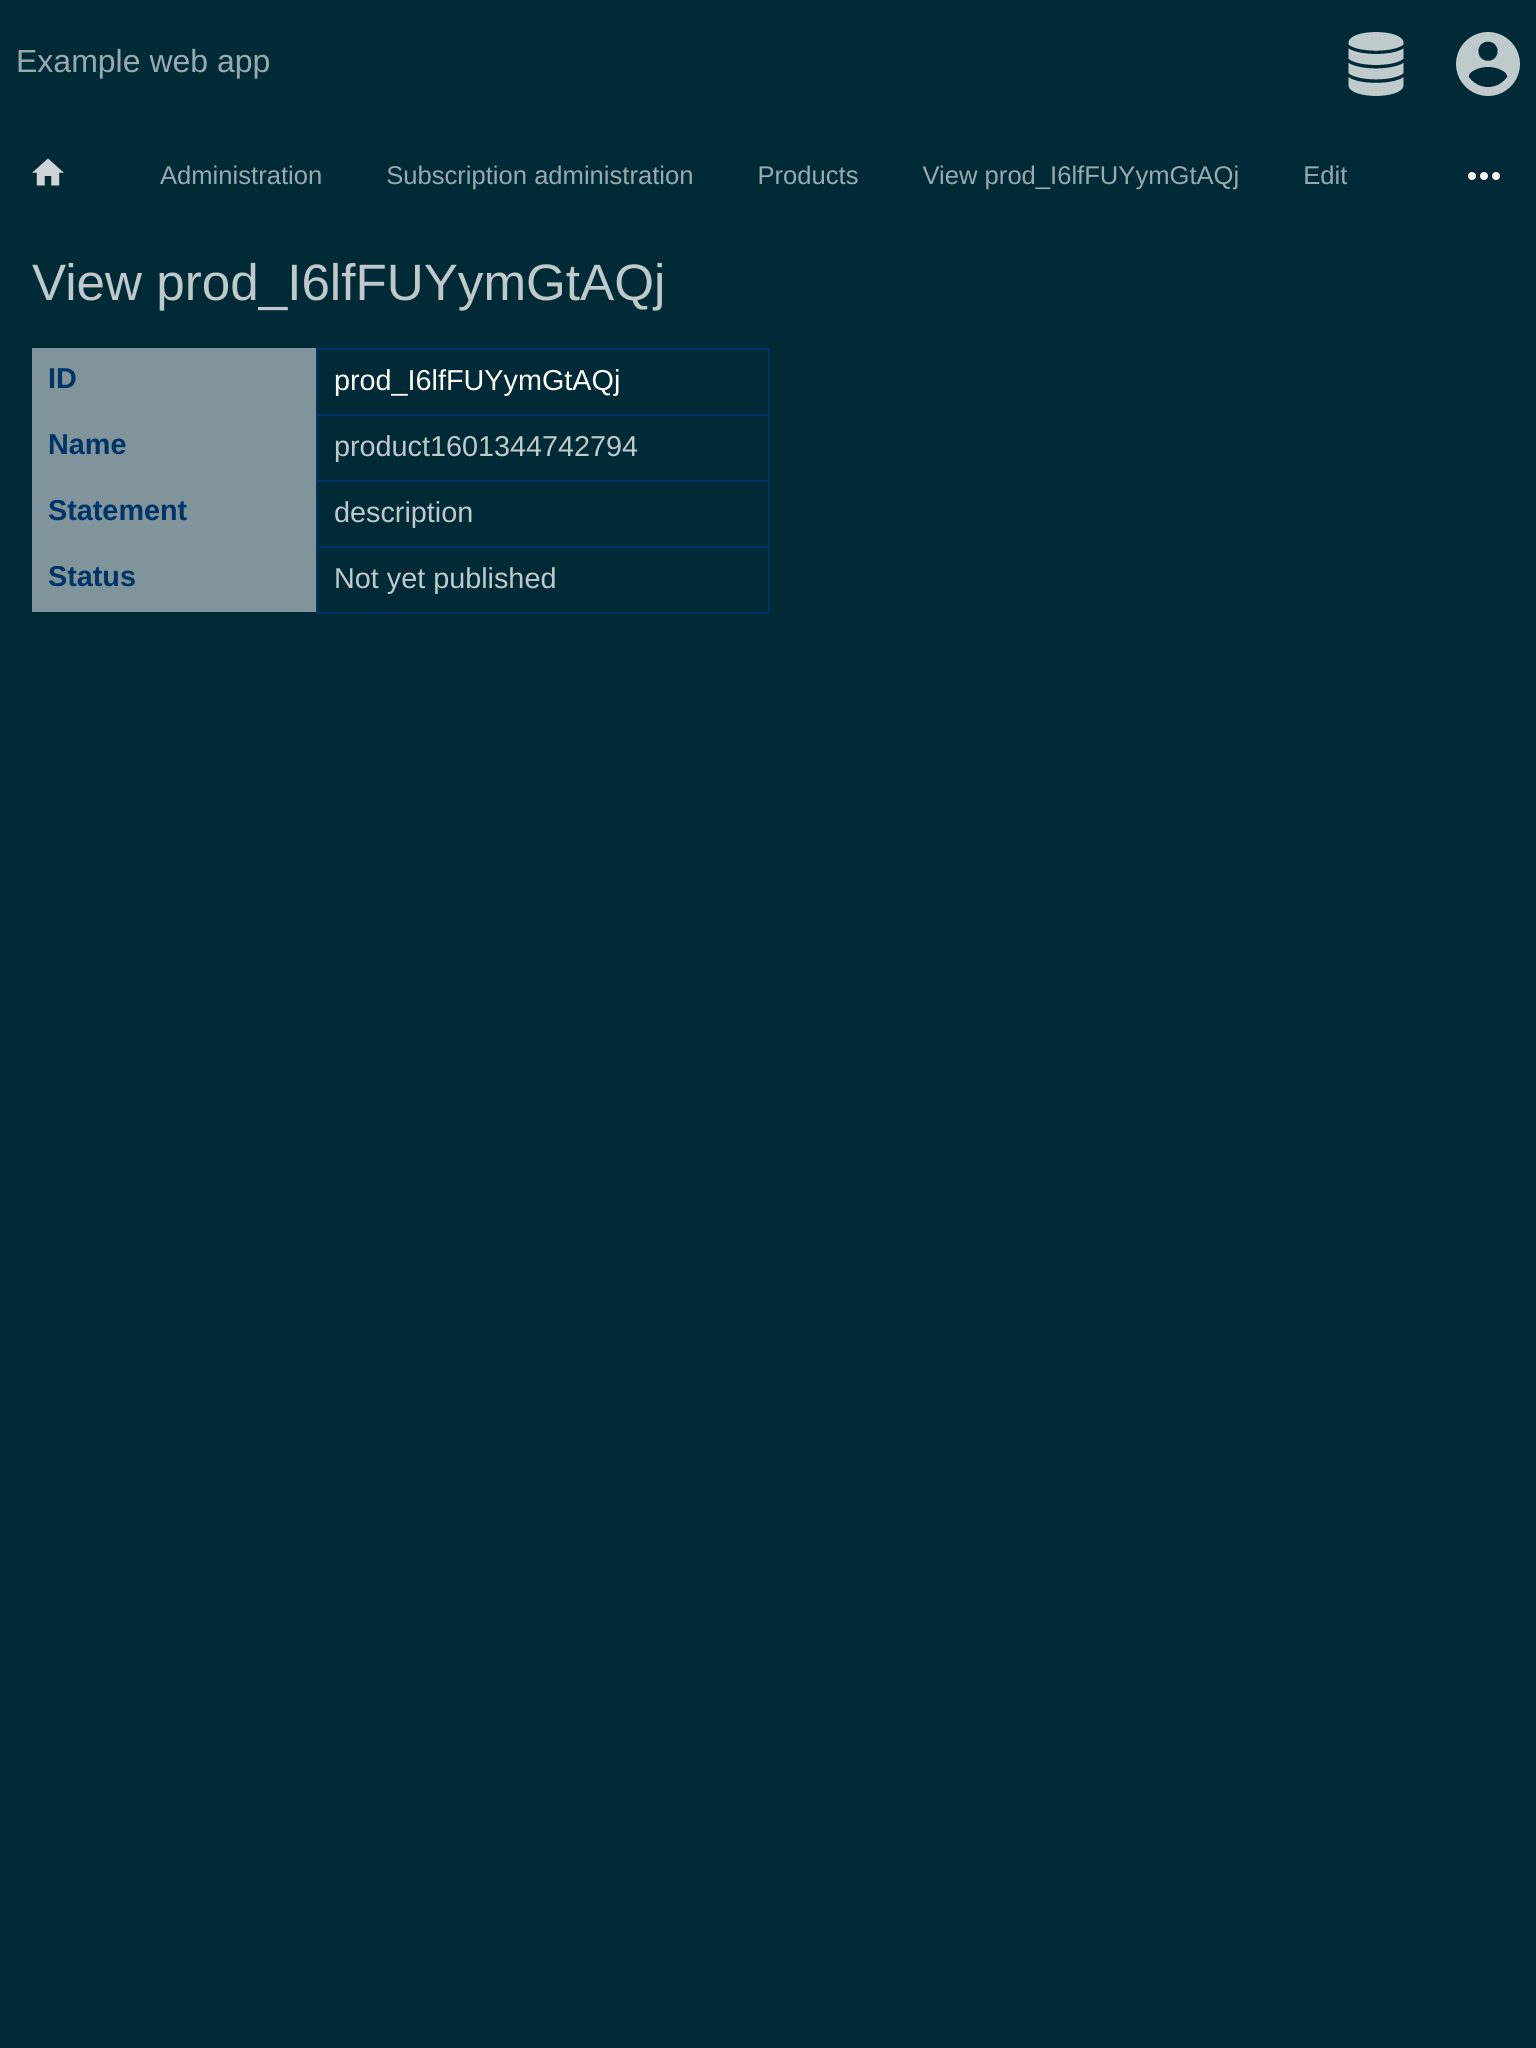 Example web app
Administration Subscription administration Products View prod_I6lfFUYymGtAQj Edit
View prod_I6lfFUYymGtAQj
ID prod_I6lfFUYymGtAQj
Name product1601344742794
Statement description
Status Not yet published